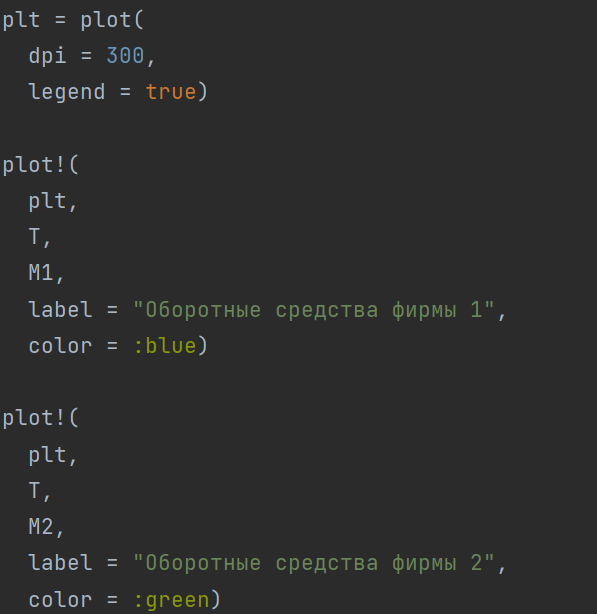 plt = plot(
  dpi = 300,
  legend = true)

plot!(
  plt,
  T,
  M1,
  label = "Оборотные средства фирмы 1",
  color = :blue)

plot!(
  plt,
  T,
  M2,
  label = "Оборотные средства фирмы 2",
  color = :green)